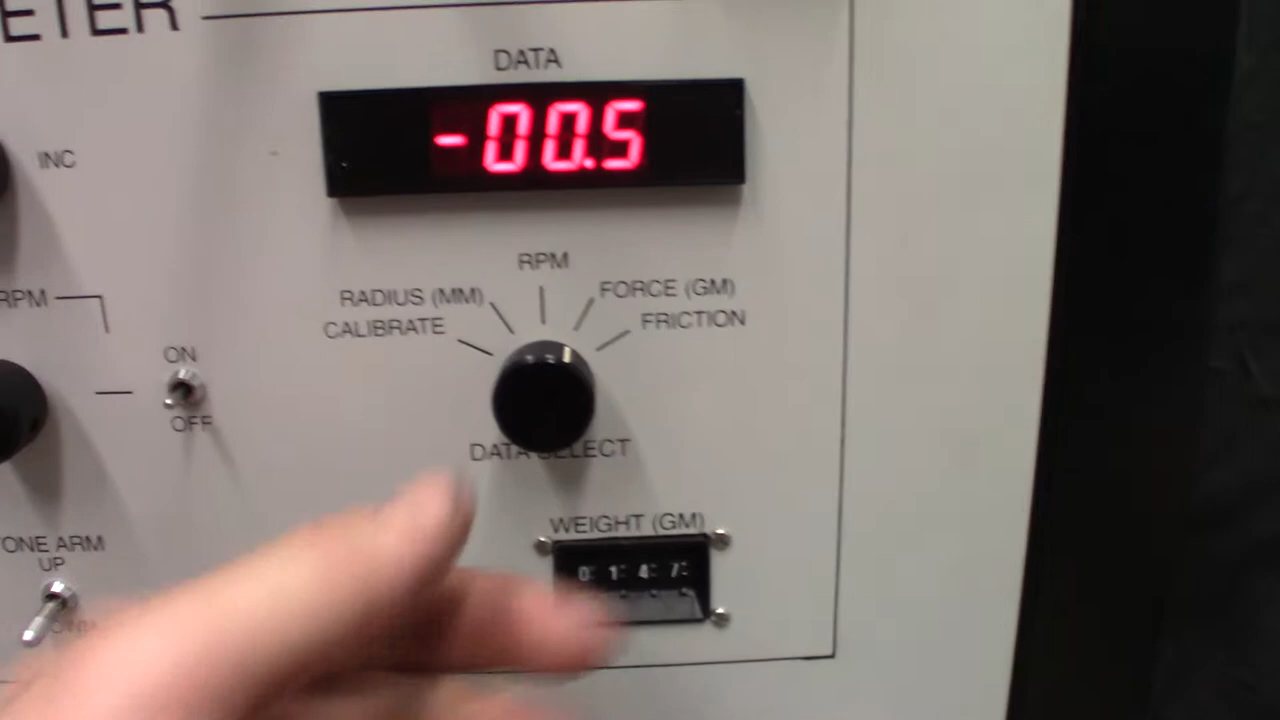 ETER
DATA
-00.5
INC
RPM
RPM
RADIUS (MM)
FORCE (GM)
CALIBRATE
FRICTION
ON
OFF
DATA SELECT
WEIGHT (GM)
0 1 4 7
ONE ARM
UP